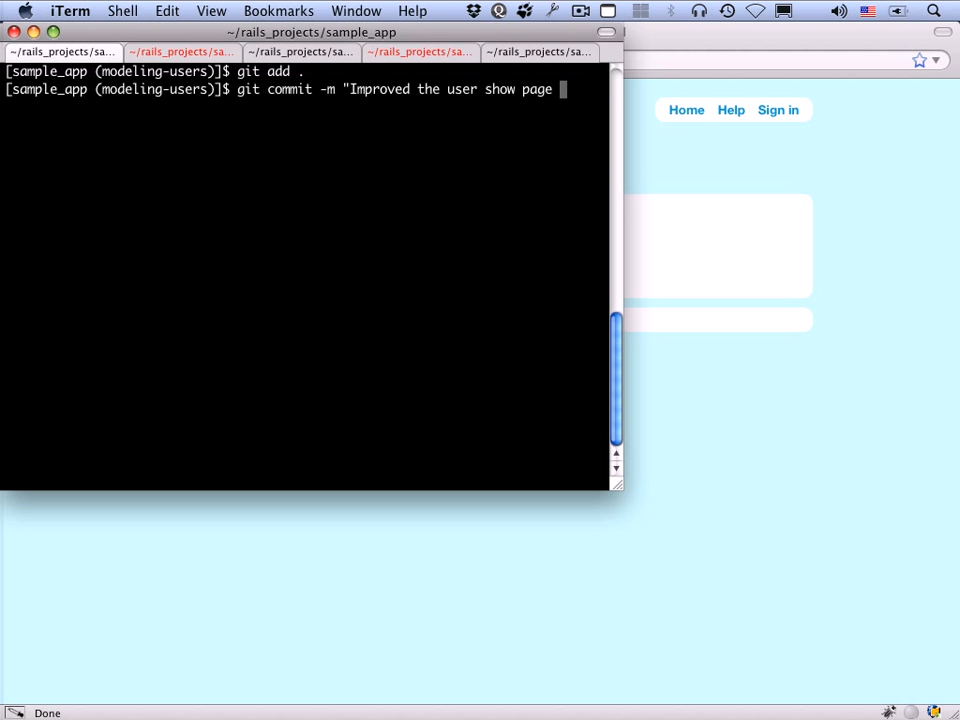 iTerm Shell Edit View Bookmarks Window Help
~/rails_projects/sample_app
~/rails_projects/sa... ~/rails_projects/sa... ~/rails_projects/sa... ~/rails_projects/sa... ~/rails_projects/sa...
[sample_app (modeling-users)]$ git add .
[sample_app (modeling-users)]$ git commit -m "Improved the user show page
Home Help Sign in
Done